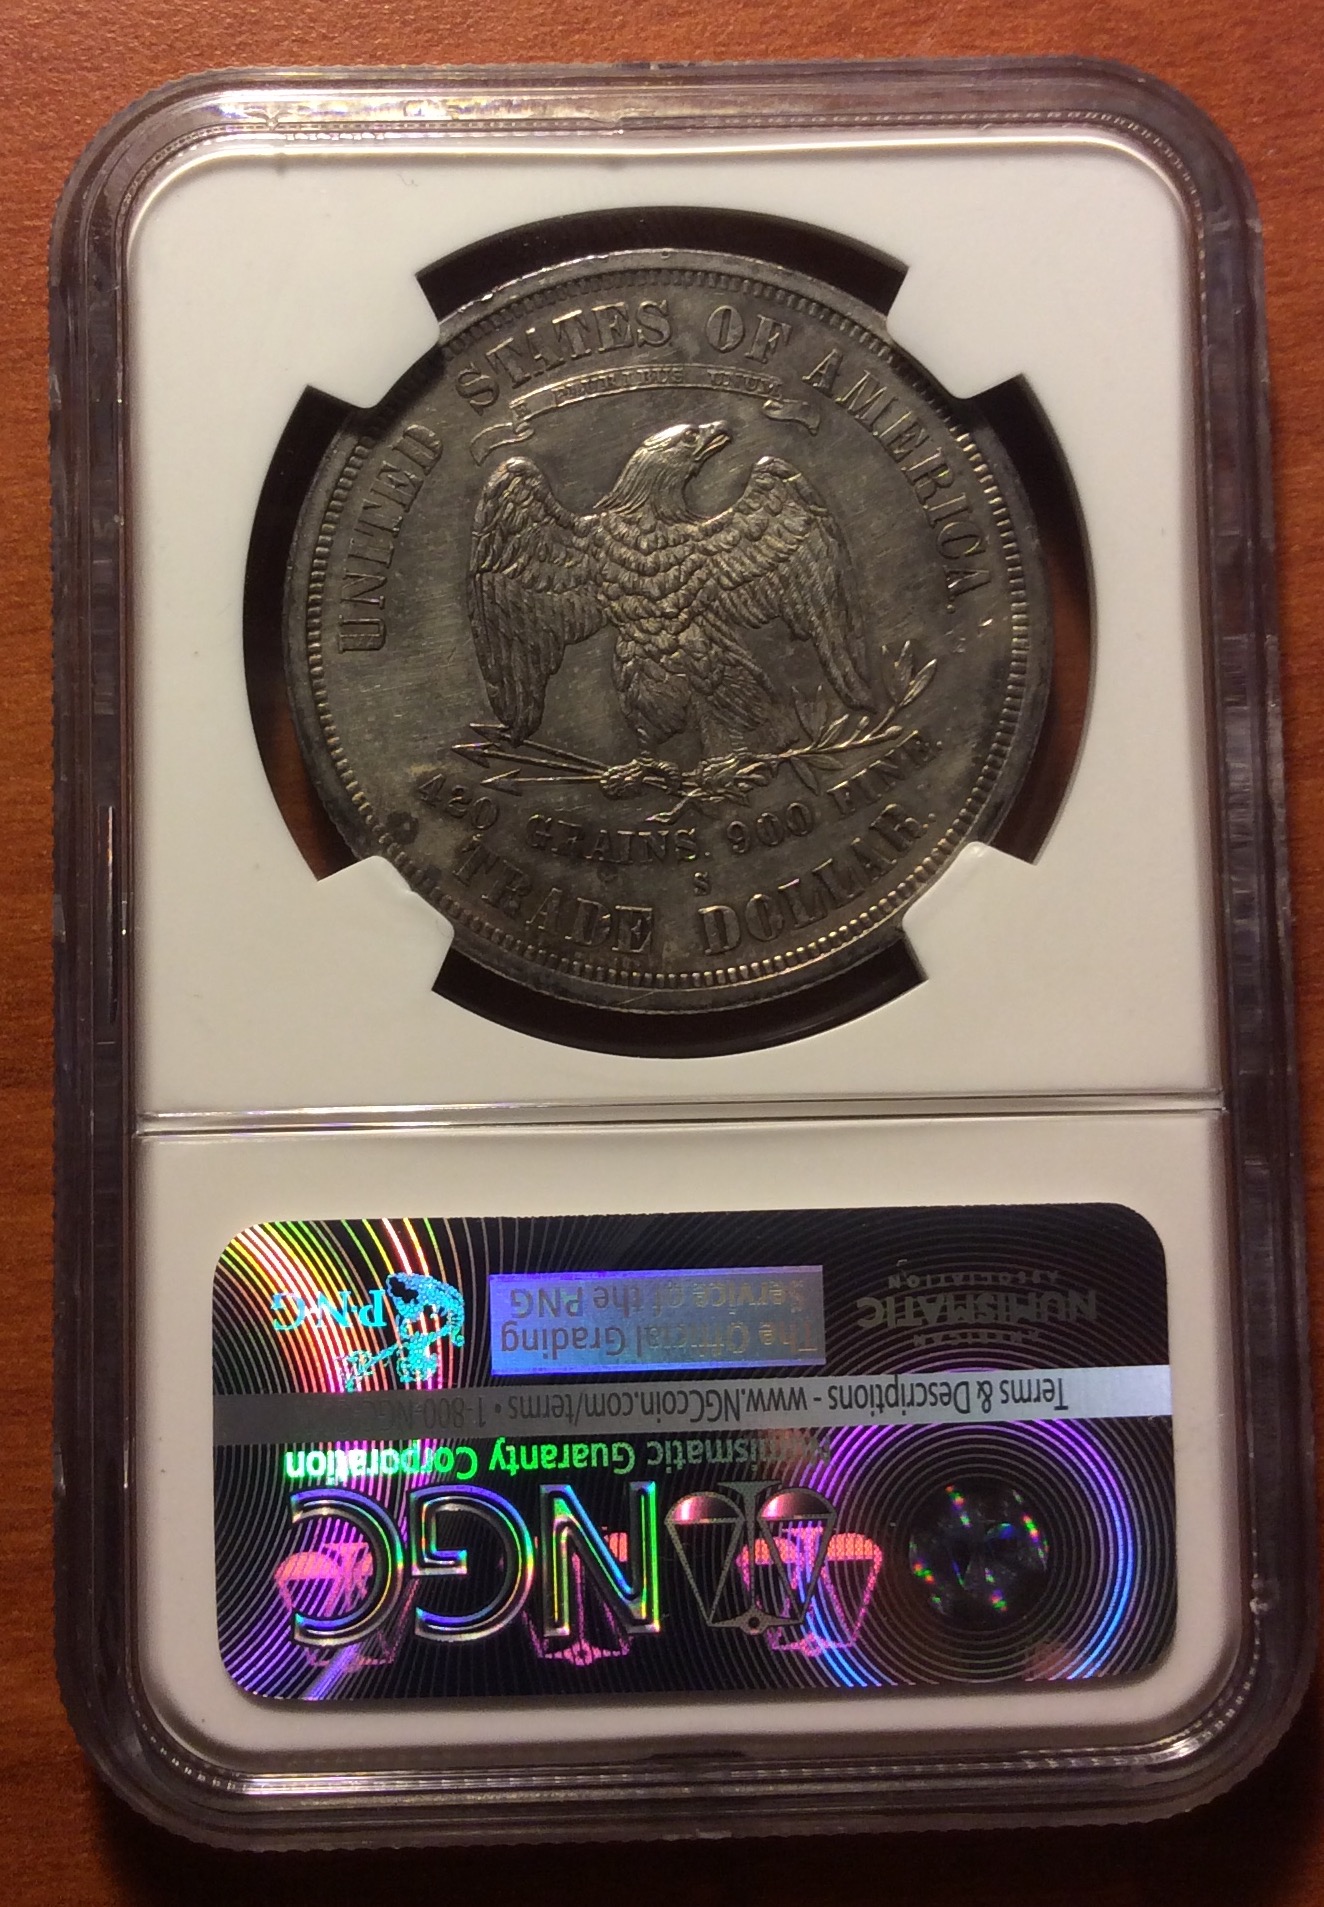 UNITED STATES OF AMERICA.
E PLURIBUS UNUM
420 GRAINS. 900 FINE.
S
TRADE DOLLAR.
NGC
Numismatic Guaranty Corporation
Terms & Descriptions - www.NGCcoin.com/terms • 1-800-NGC
The Official Grading
Service of the PNG
PNG
NUMISMATIC
ASSOCIATION